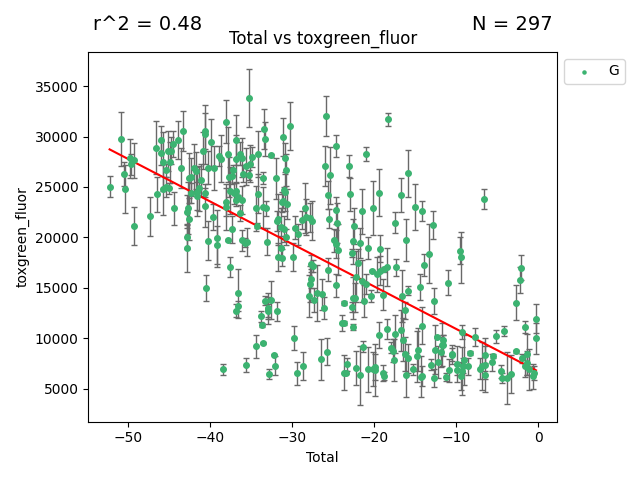 r^2 = 0.48
N = 297
Total vs toxgreen_fluor
G
35000
30000
25000
20000
15000
10000
5000
toxgreen_fluor
−50
−40
−30
−20
−10
0
Total